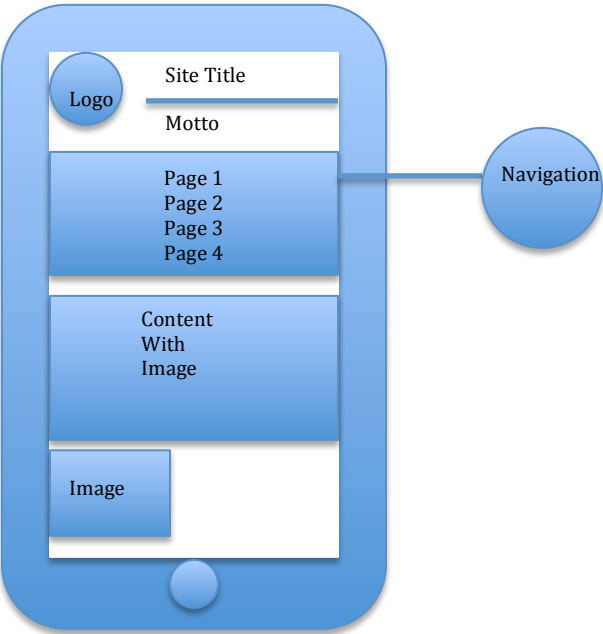 Site Title
Logo
Motto
Page 1
Page 2
Page 3
Page 4
Navigation
Content
With
Image
Image